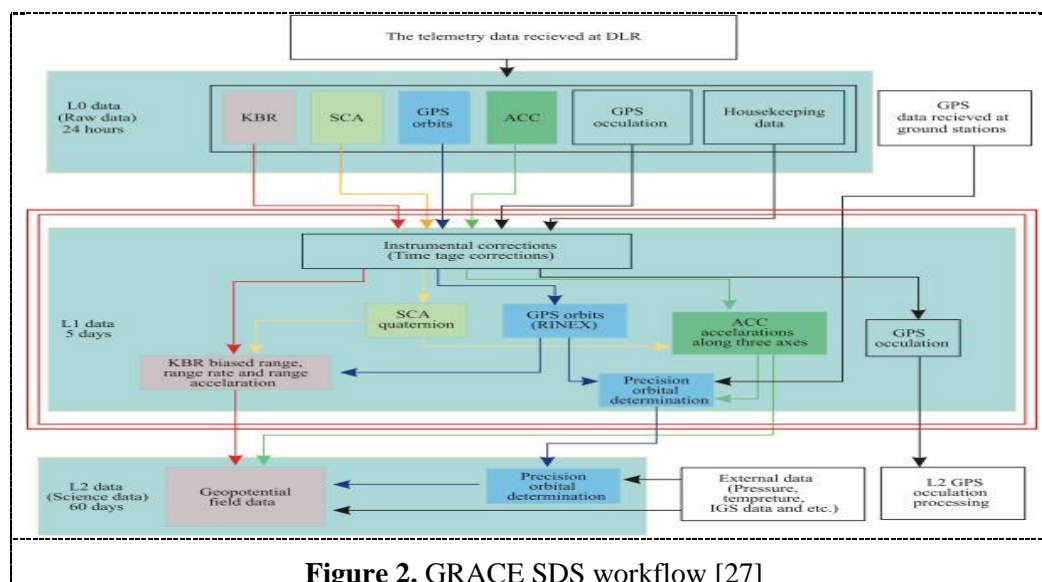 The telemetry data recieved at DLR
L0 data
(Raw data)
24 hours
KBR
SCA
GPS
orbits
ACC
GPS
occulation
Housekeeping
data
GPS
data recieved at
ground stations
Instrumental corrections
(Time tage corrections)
L1 data
5 days
SCA
quaternion
GPS orbits
(RINEX)
ACC
accelarations
along three axes
GPS
occulation
KBR biased range,
range rate and range
accelaration
Precision
orbital
determination
L2 data
(Science data)
60 days
Geopotential
field data
Precision orbital
determination
External data
(Pressure,
tempreture,
IGS data and etc.)
L2 GPS
occulation
processing
Figure 2. GRACE SDS workflow [27]